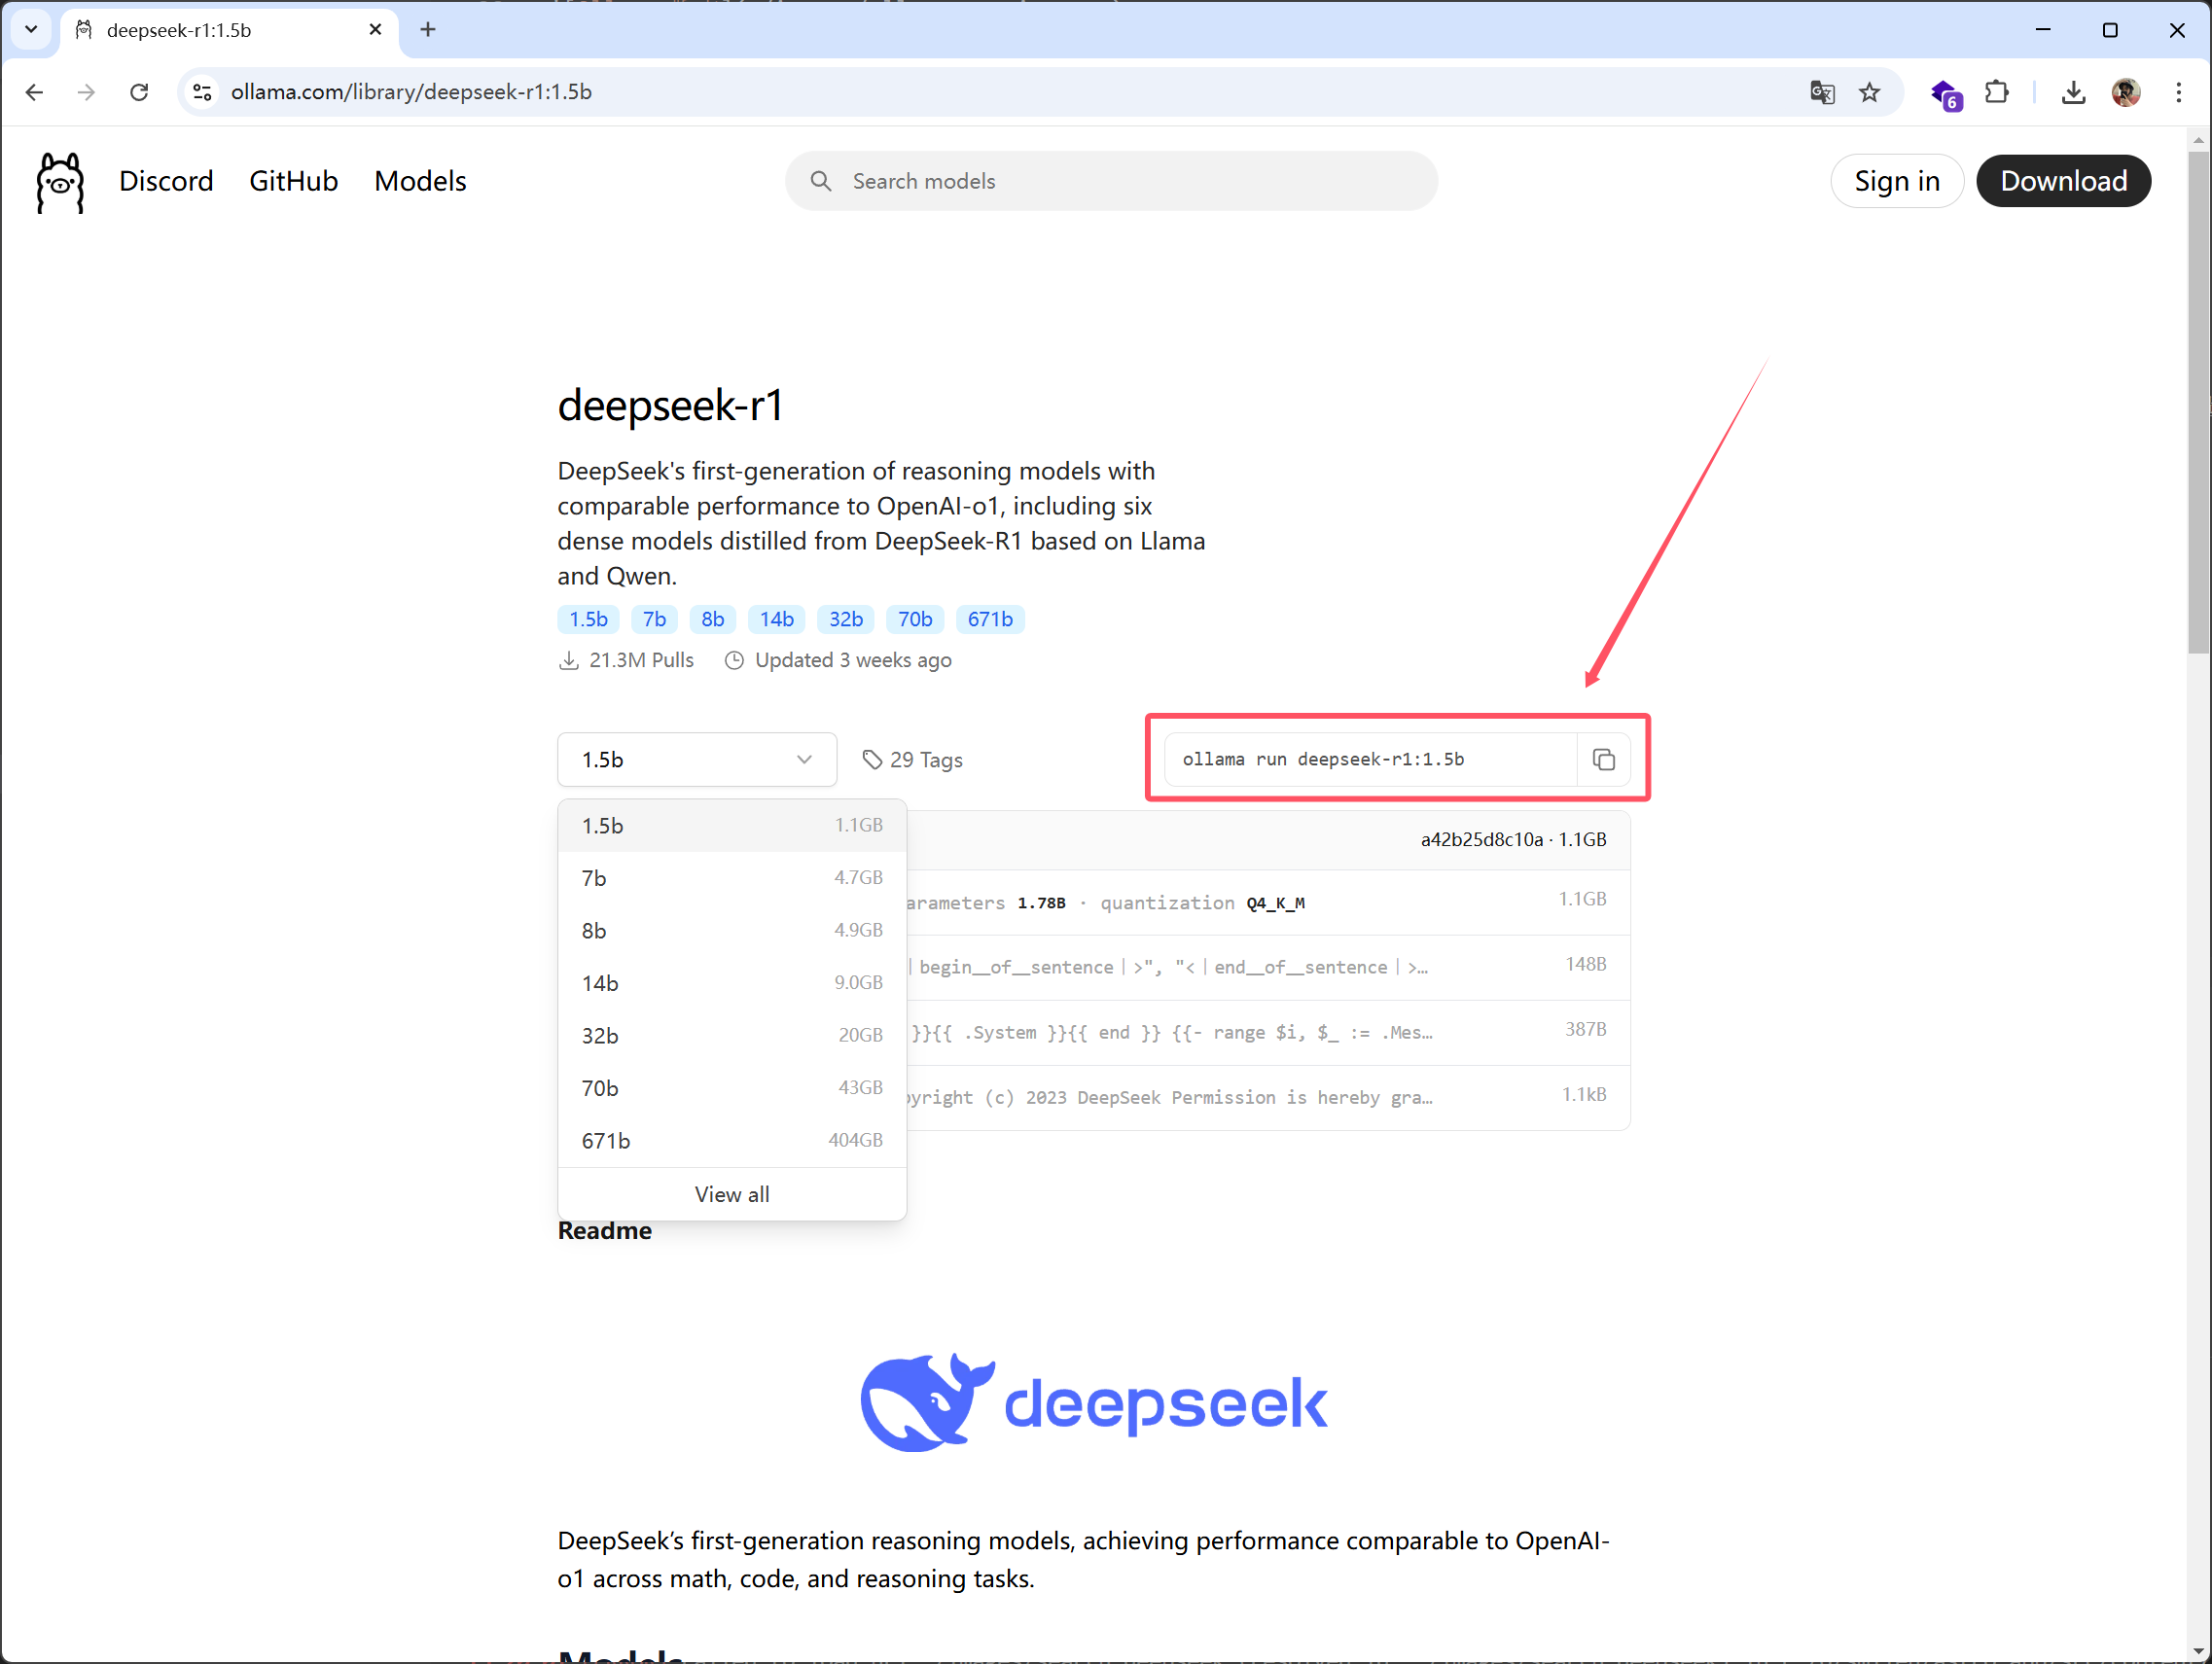 deepseek-r1:1.5b
ollama.com/library/deepseek-r1:1.5b
6
Discord GitHub Models
Search models
Sign in Download
deepseek-r1
DeepSeek's first-generation of reasoning models with
comparable performance to OpenAI-o1, including six
dense models distilled from DeepSeek-R1 based on Llama
and Qwen.
1.5b 7b 8b 14b 32b 70b 671b
21.3M Pulls Updated 3 weeks ago
1.5b 29 Tags ollama run deepseek-r1:1.5b
1.5b 1.1GB
7b 4.7GB
8b 4.9GB
14b 9.0GB
32b 20GB
70b 43GB
671b 404GB
View all
a42b25d8c10a · 1.1GB
arameters 1.78B · quantization Q4_K_M 1.1GB
|begin__of__sentence|>", "<|end__of__sentence|>… 148B
}}{{ .System }}{{ end }} {{- range $i, $_ := .Mes… 387B
pyright (c) 2023 DeepSeek Permission is hereby gra… 1.1kB
Readme
deepseek
DeepSeek’s first-generation reasoning models, achieving performance comparable to OpenAI-
o1 across math, code, and reasoning tasks.
Models